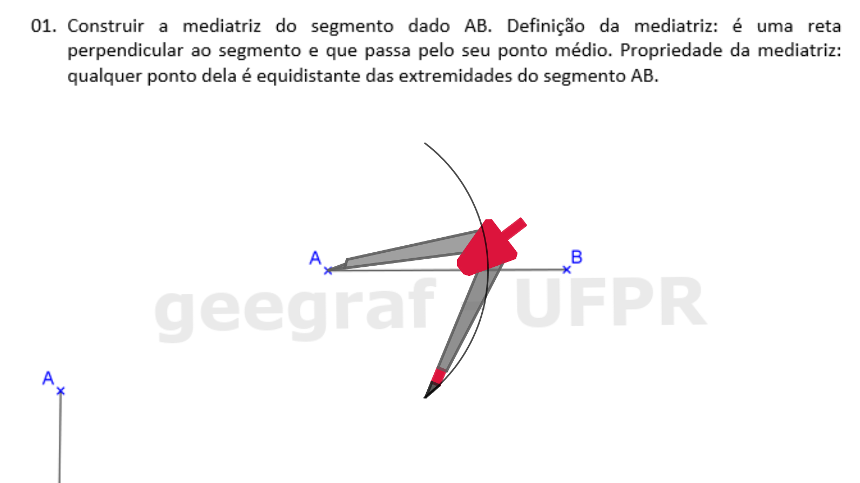 01. Construir a mediatriz do segmento dado AB. Definição da mediatriz: é uma reta
perpendicular ao segmento e que passa pelo seu ponto médio. Propriedade da mediatriz:
qualquer ponto dela é equidistante das extremidades do segmento AB.
A
B
geegraf UFPR
A